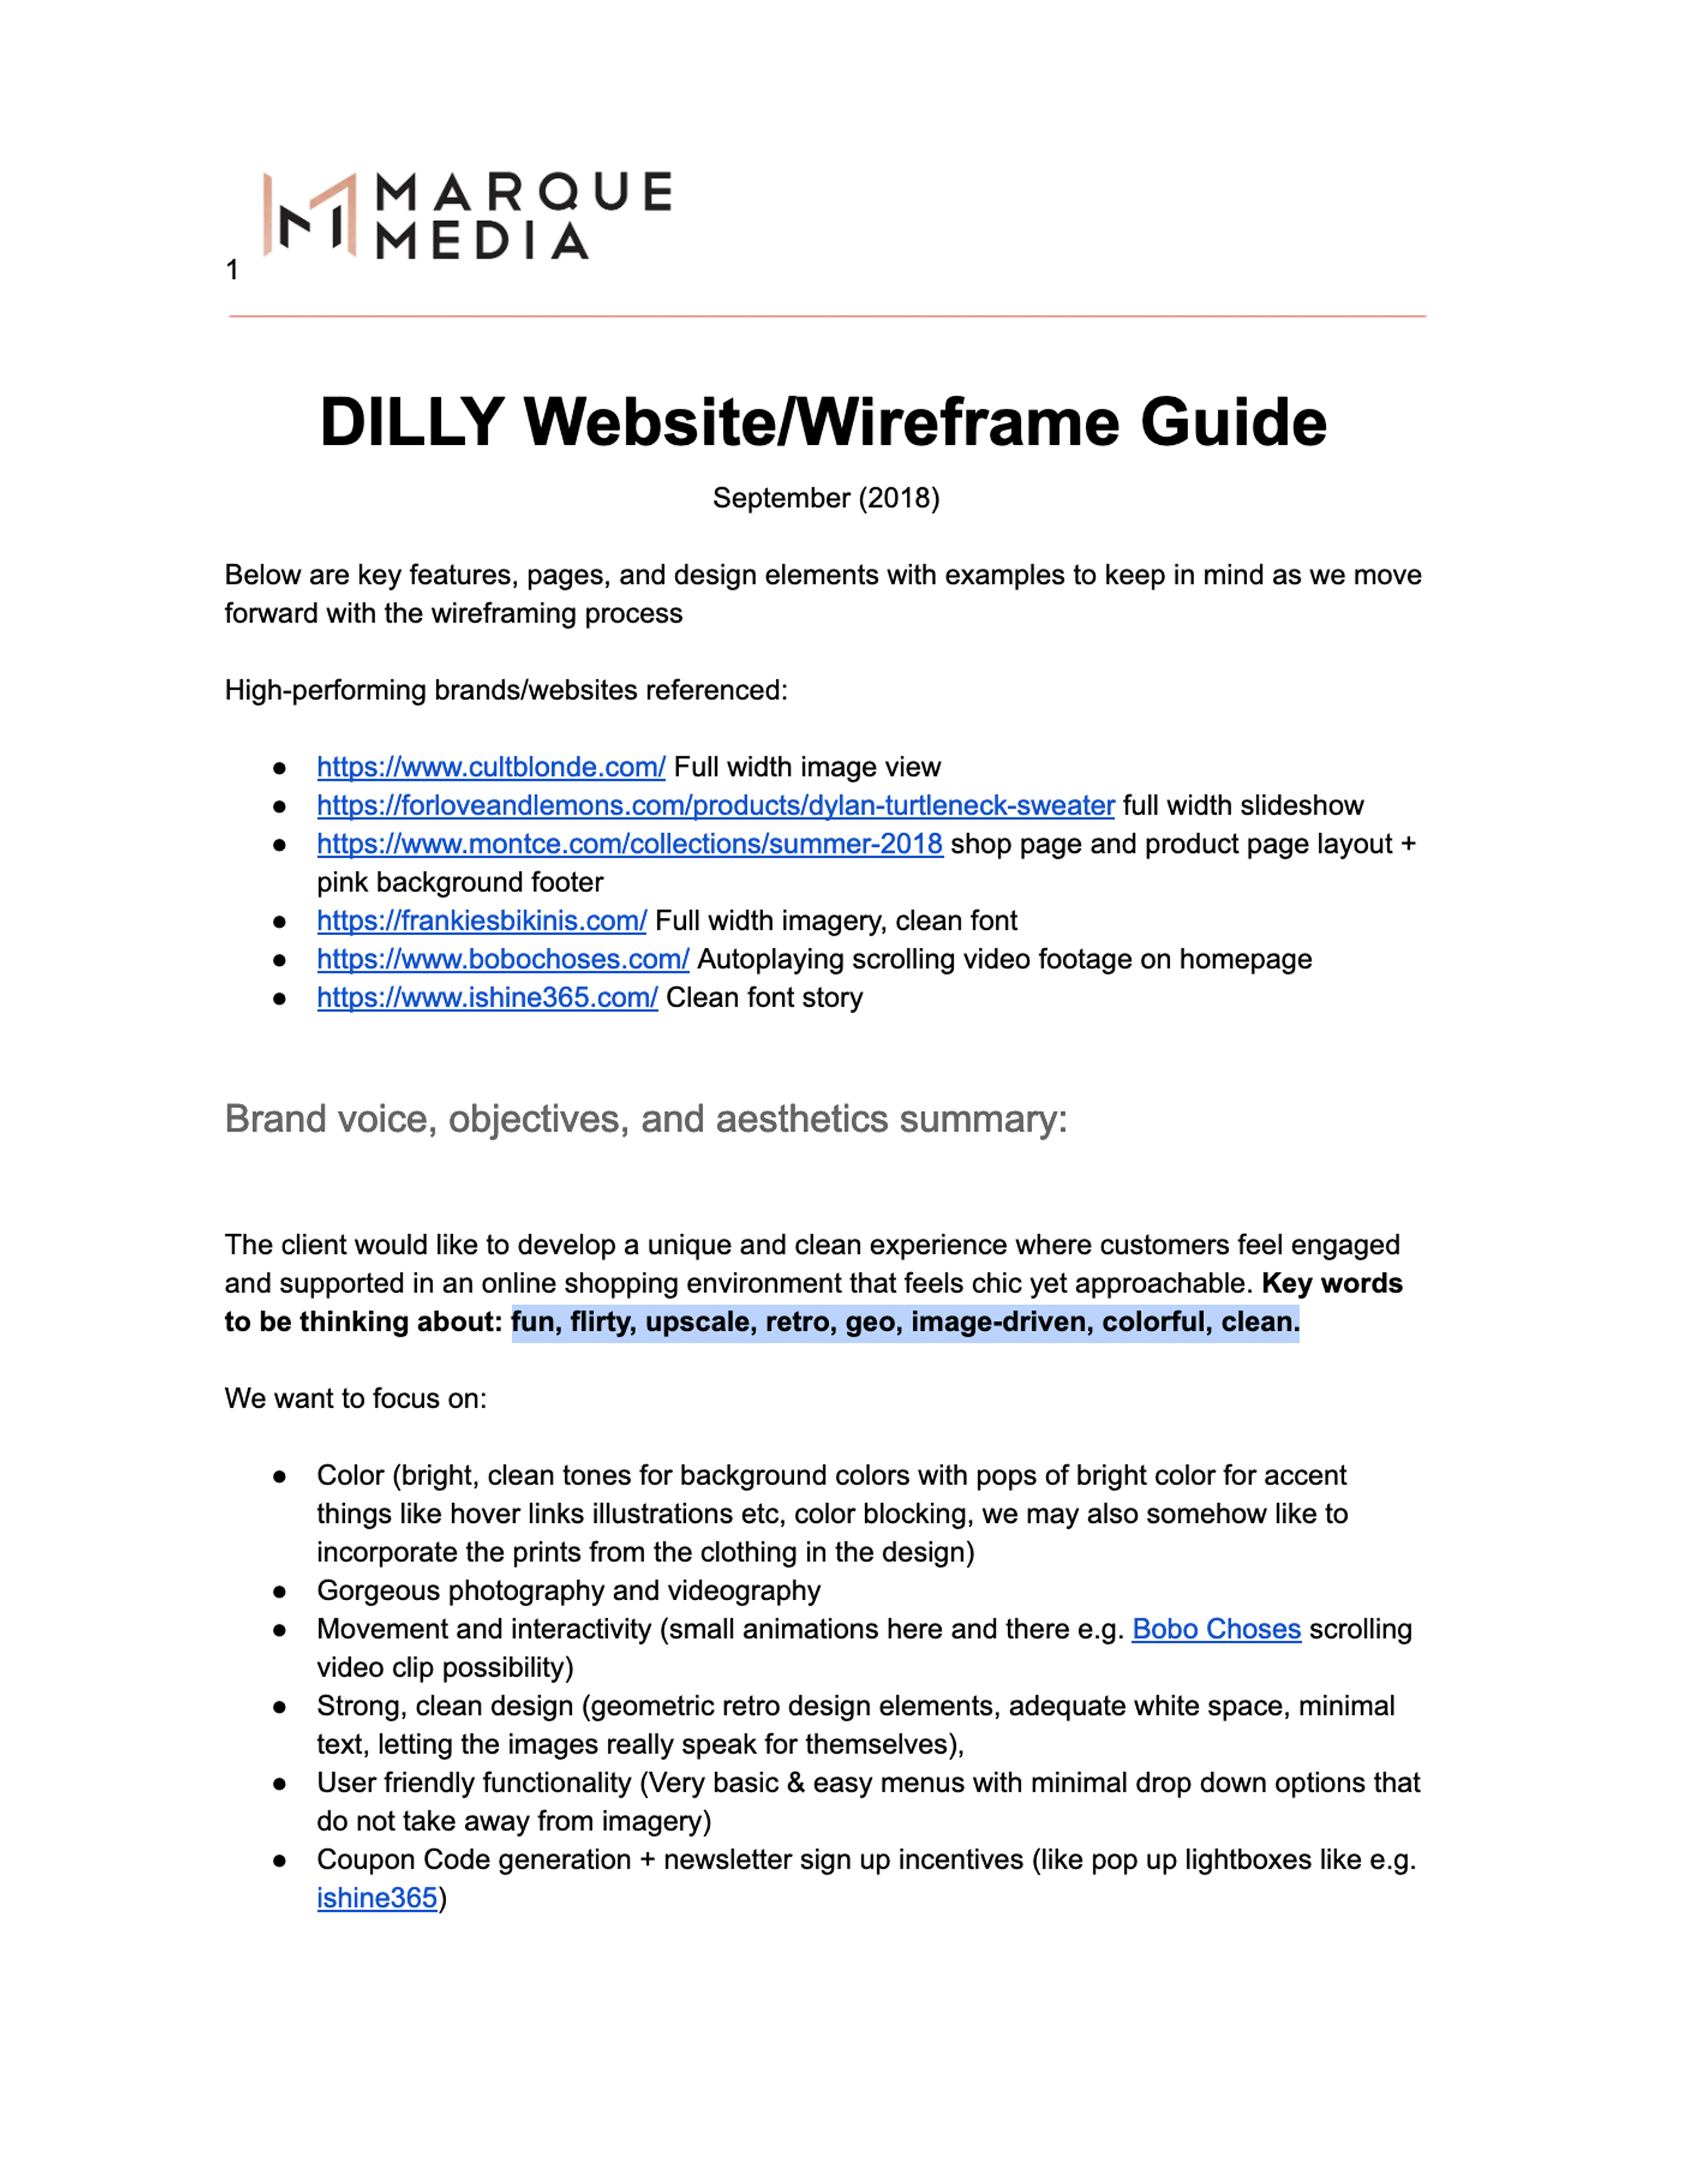 MARQUE
MEDIA
1
DILLY Website/Wireframe Guide
September (2018)
Below are key features, pages, and design elements with examples to keep in mind as we move
forward with the wireframing process
High-performing brands/websites referenced:
● https://www.cultblonde.com/ Full width image view
● https://forloveandlemons.com/products/dylan-turtleneck-sweater full width slideshow
● https://www.montce.com/collections/summer-2018 shop page and product page layout +
pink background footer
● https://frankiesbikinis.com/ Full width imagery, clean font
● https://www.bobochoses.com/ Autoplaying scrolling video footage on homepage
● https://www.ishine365.com/ Clean font story
Brand voice, objectives, and aesthetics summary:
The client would like to develop a unique and clean experience where customers feel engaged
and supported in an online shopping environment that feels chic yet approachable. Key words
to be thinking about: fun, flirty, upscale, retro, geo, image-driven, colorful, clean.
We want to focus on:
● Color (bright, clean tones for background colors with pops of bright color for accent
things like hover links illustrations etc, color blocking, we may also somehow like to
incorporate the prints from the clothing in the design)
● Gorgeous photography and videography
● Movement and interactivity (small animations here and there e.g. Bobo Choses scrolling
video clip possibility)
● Strong, clean design (geometric retro design elements, adequate white space, minimal
text, letting the images really speak for themselves),
● User friendly functionality (Very basic & easy menus with minimal drop down options that
do not take away from imagery)
● Coupon Code generation + newsletter sign up incentives (like pop up lightboxes like e.g.
ishine365)